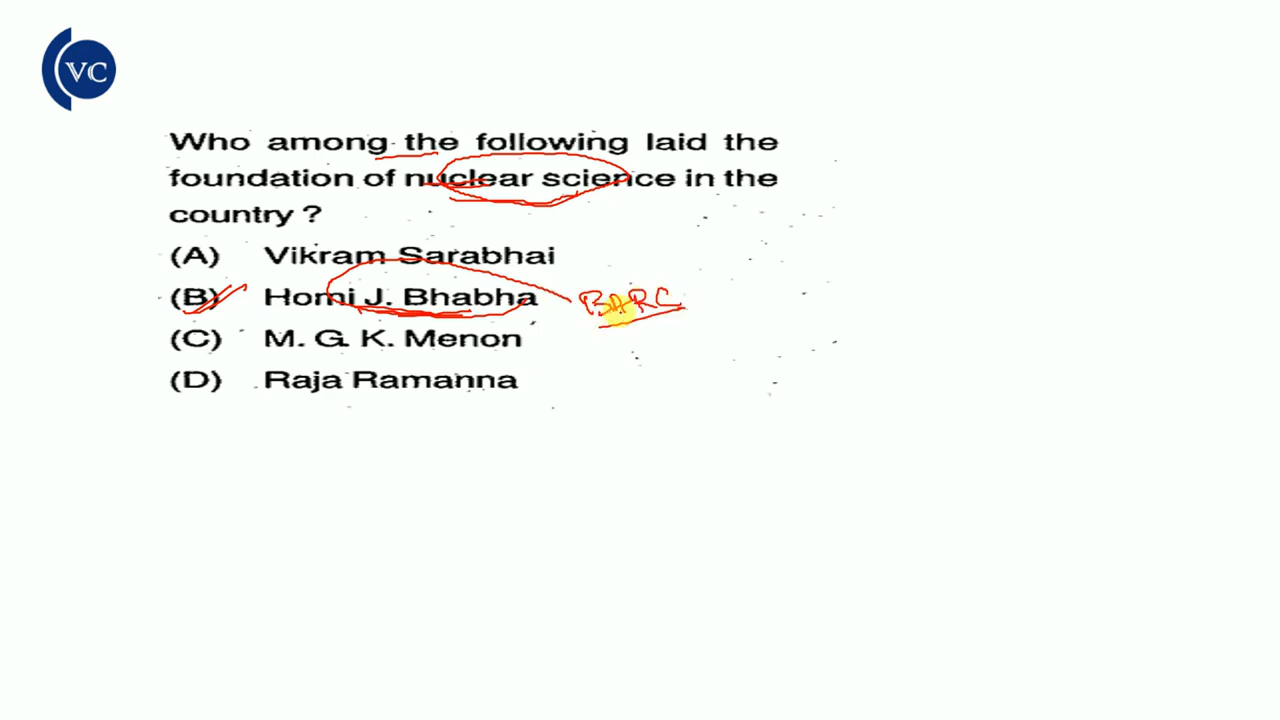 VC
Who among the following laid the
foundation of nuclear science in the
country ?
(A) Vikram Sarabhai
(B) Homi J. Bhabha
BARC
(C) M. G. K. Menon
(D) Raja Ramanna